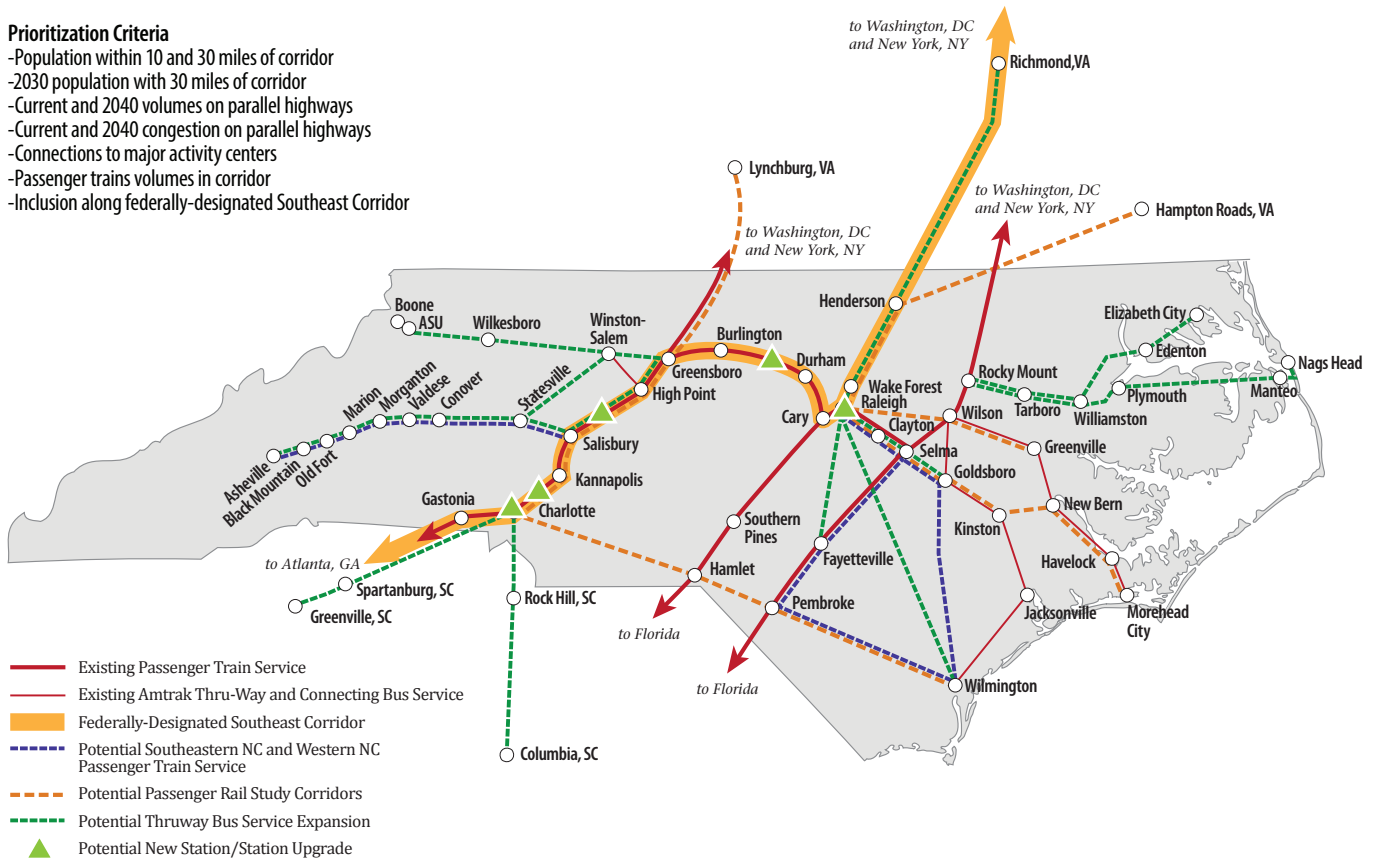 Prioritization Criteria
-Population within 10 and 30 miles of corridor
-2030 population with 30 miles of corridor
-Current and 2040 volumes on parallel highways
-Current and 2040 congestion on parallel highways
-Connections to major activity centers
-Passenger trains volumes in corridor
-Inclusion along federally-designated Southeast Corridor
to Washington, DC
and New York, NY
Richmond,VA
Lynchburg, VA
to Washington, DC
and New York, NY
Hampton Roads, VA
to Washington, DC
and New York, NY
Henderson
Boone
ASU
Wilkesboro
Winston-
Salem
Burlington
Greensboro
Durham
High Point
Elizabeth City
Edenton
Nags Head
Manteo
Rocky Mount
Tarboro
Williamston
Plymouth
Wake Forest
Raleigh
Cary
Clayton
Wilson
Selma
Greenville
Goldsboro
Marion
Morganton
Valdese
Conover
Statesville
Salisbury
Asheville
Black Mountain
Old Fort
Kannapolis
Gastonia
Charlotte
Southern
Pines
Fayetteville
Kinston
New Bern
Havelock
to Atlanta, GA
Spartanburg, SC
Greenville, SC
Rock Hill, SC
Hamlet
Pembroke
Jacksonville
Morehead
City
to Florida
to Florida
Wilmington
Columbia, SC
Existing Passenger Train Service
Existing Amtrak Thru-Way and Connecting Bus Service
Federally-Designated Southeast Corridor
Potential Southeastern NC and Western NC
Passenger Train Service
Potential Passenger Rail Study Corridors
Potential Thruway Bus Service Expansion
Potential New Station/Station Upgrade